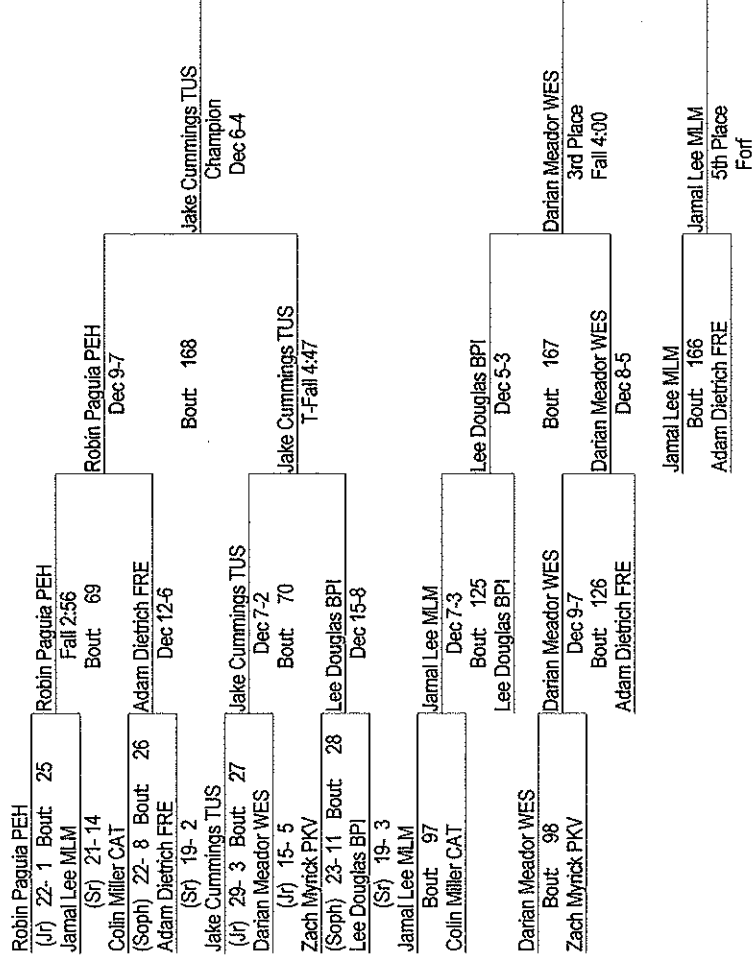 Robin Paguia PEH
(Jr) 22- 1 Bout: 25
Jamal Lee MLM
(Sr) 21- 14
Colin Miller CAT
(Soph) 22- 8 Bout: 26
Adam Dietrich FRE
(Sr) 19- 2
Jake Cummings TUS
(Jr) 29- 3 Bout: 27
Darian Meador WES
(Jr) 15- 5
Zach Myrick PKV
(Soph) 23- 11 Bout: 28
Lee Douglas BPI
(Sr) 19- 3
Robin Paguia PEH
Fall 2:56
Bout: 69
Adam Dietrich FRE
Dec 12-6
Jake Cummings TUS
Dec 7-2
Bout: 70
Lee Douglas BPI
Dec 15-8
Robin Paguia PEH
Dec 9-7
Bout: 168
Jake Cummings TUS
T-Fall 4:47
Jake Cummings TUS
Champion
Dec 6-4
Jamal Lee MLM
Bout: 97
Colin Miller CAT
Darian Meador WES
Bout: 98
Zach Myrick PKV
Jamal Lee MLM
Dec 7-3
Bout: 125
Lee Douglas BPI
Darian Meador WES
Dec 9-7
Bout: 126
Adam Dietrich FRE
Lee Douglas BPI
Dec 5-3
Bout: 167
Darian Meador WES
Dec 8-5
Darian Meador WES
3rd Place
Fall 4:00
Jamal Lee MLM
Bout: 166
Adam Dietrich FRE
Jamal Lee MLM
5th Place
Forf